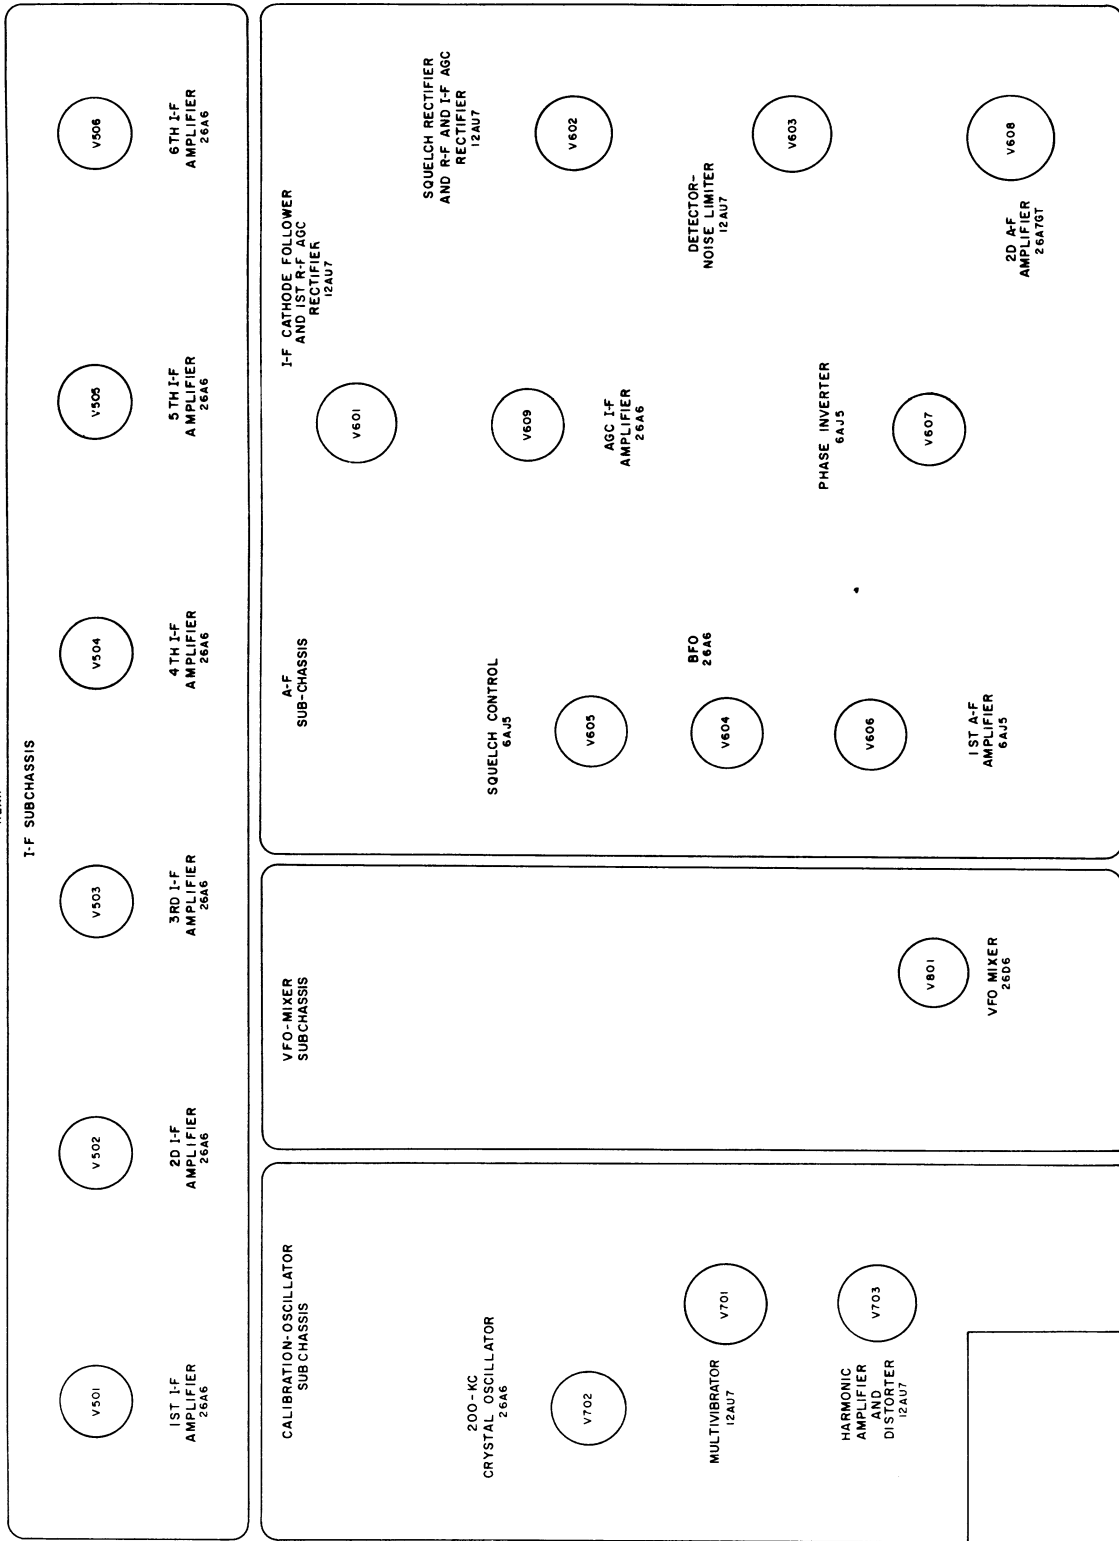 I-F SUBCHASSIS
V501
1ST I-F
AMPLIFIER
26A6
V502
2D I-F
AMPLIFIER
26A6
V503
3RD I-F
AMPLIFIER
26A6
V504
4TH I-F
AMPLIFIER
26A6
V505
5TH I-F
AMPLIFIER
26A6
V506
6TH I-F
AMPLIFIER
26A6
CALIBRATION-OSCILLATOR
SUBCHASSIS
200-KC
CRYSTAL OSCILLATOR
26A6
V702
MULTIVIBRATOR
12AU7
V701
HARMONIC
AMPLIFIER
AND
DISTORTER
12AU7
V703
VFO-MIXER
SUBCHASSIS
V801
VFO MIXER
26D6
A-F
SUB-CHASSIS
SQUELCH CONTROL
6AJ5
V605
BFO
26A6
V604
V606
1ST A-F
AMPLIFIER
6AJ5
I-F CATHODE FOLLOWER
AND 1ST R-F AGC
RECTIFIER
12AU7
V601
V609
AGC I-F
AMPLIFIER
26A6
PHASE INVERTER
6AJ5
V607
SQUELCH RECTIFIER
AND R-F AND I-F AGC
RECTIFIER
12AU7
V602
DETECTOR-
NOISE LIMITER
12AU7
V603
V608
2D A-F
AMPLIFIER
26A7GT